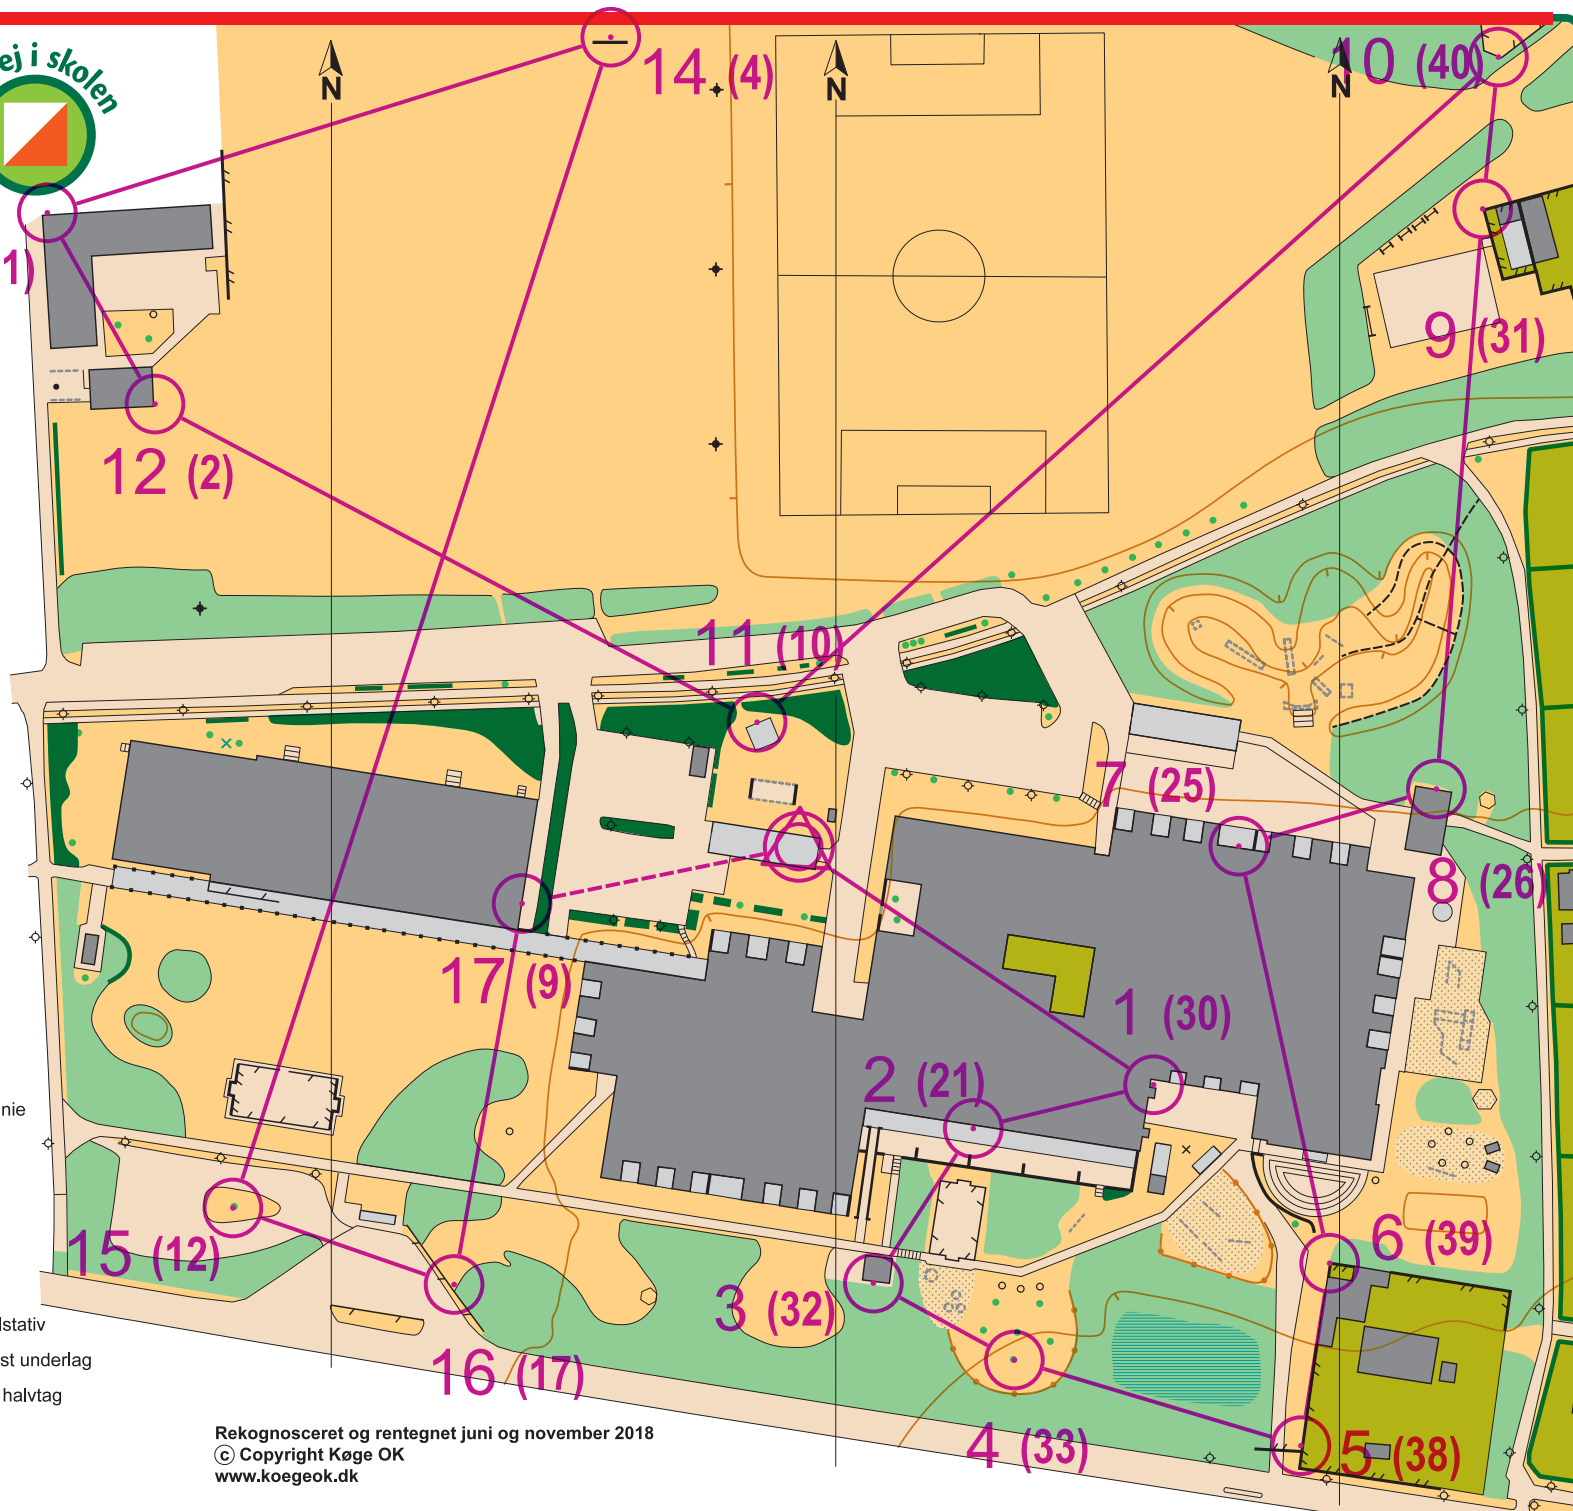 ej i skolen
N
N
N
14 (4)
10 (40)
1)
9 (31)
12 (2)
11 (10)
7 (25)
8 (26)
17 (9)
1 (30)
2 (21)
nie
15 (12)
6 (39)
3 (32)
lstativ
st underlag
16 (17)
halvtag
4 (33)
5 (38)
Rekognosceret og rentegnet juni og november 2018
© Copyright Køge OK
www.koegeok.dk